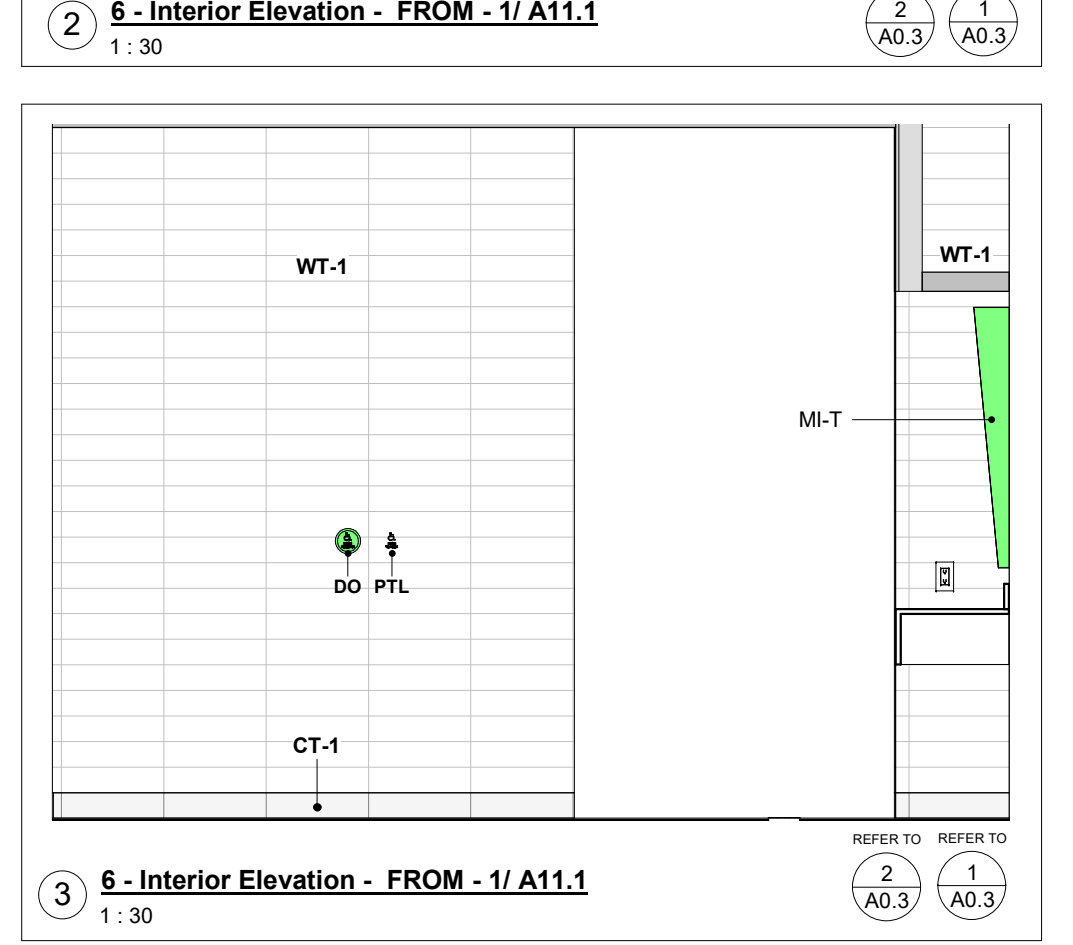 2 6 - Interior Elevation - FROM - 1/ A11.1
1 : 30
2 1
A0.3 A0.3
WT-1
WT-1
MI-T
DO PTL
CT-1
REFER TO REFER TO
3 6 - Interior Elevation - FROM - 1/ A11.1
1 : 30
2 1
A0.3 A0.3